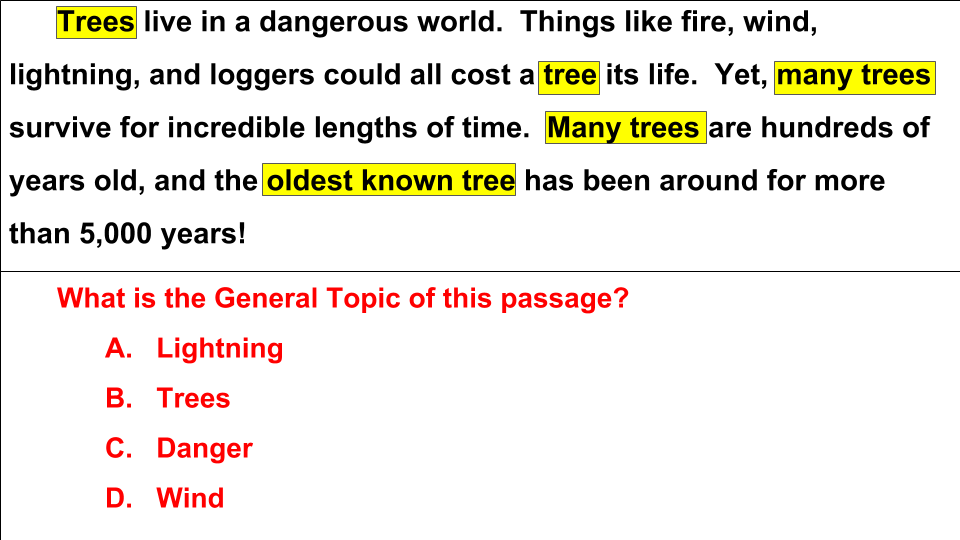 Trees live in a dangerous world.  Things like fire, wind,
lightning, and loggers could all cost a tree its life.  Yet, many trees
survive for incredible lengths of time.  Many trees are hundreds of
years old, and the oldest known tree has been around for more
than 5,000 years!
What is the General Topic of this passage?
A. Lightning
B. Trees
C. Danger
D. Wind